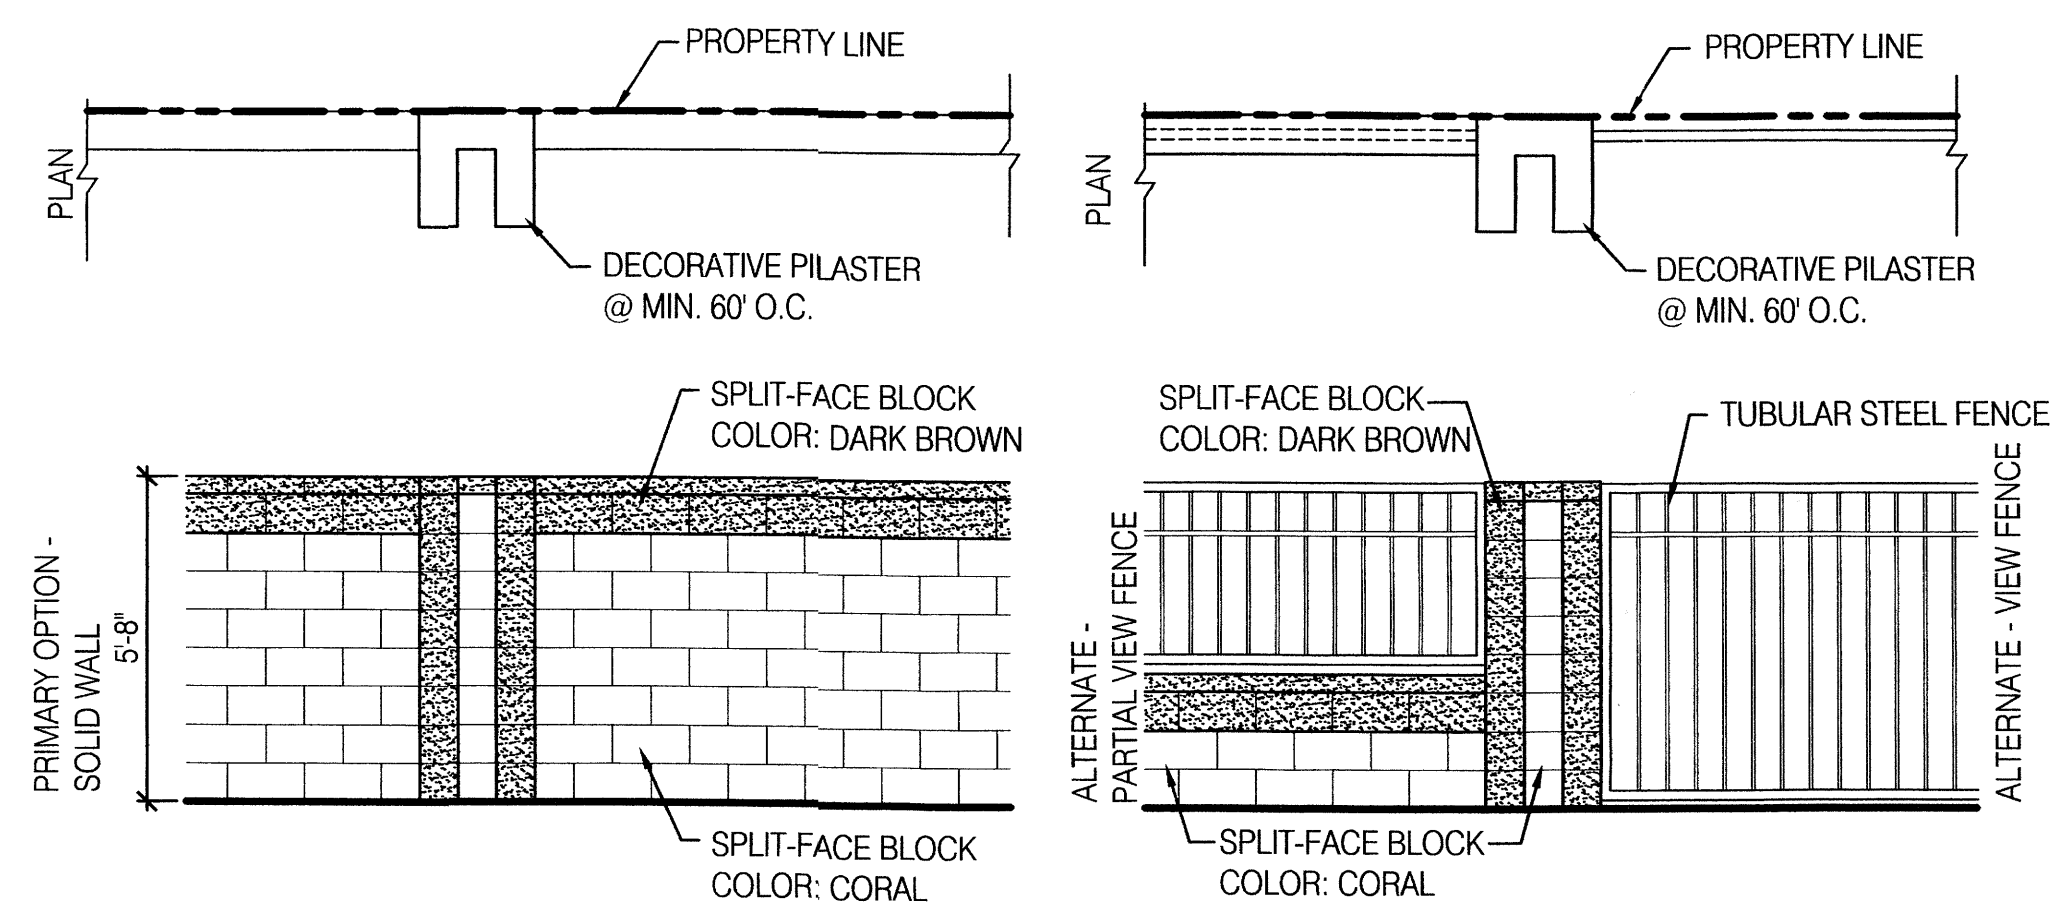 PROPERTY LINE
PLAN
DECORATIVE PILASTER
@ MIN. 60' O.C.
SPLIT-FACE BLOCK
COLOR: DARK BROWN
PRIMARY OPTION -
SOLID WALL
5'-8"
SPLIT-FACE BLOCK
COLOR: CORAL
PROPERTY LINE
PLAN
DECORATIVE PILASTER
@ MIN. 60' O.C.
SPLIT-FACE BLOCK
COLOR: DARK BROWN
TUBULAR STEEL FENCE
ALTERNATE -
PARTIAL VIEW FENCE
ALTERNATE - VIEW FENCE
SPLIT-FACE BLOCK
COLOR: CORAL